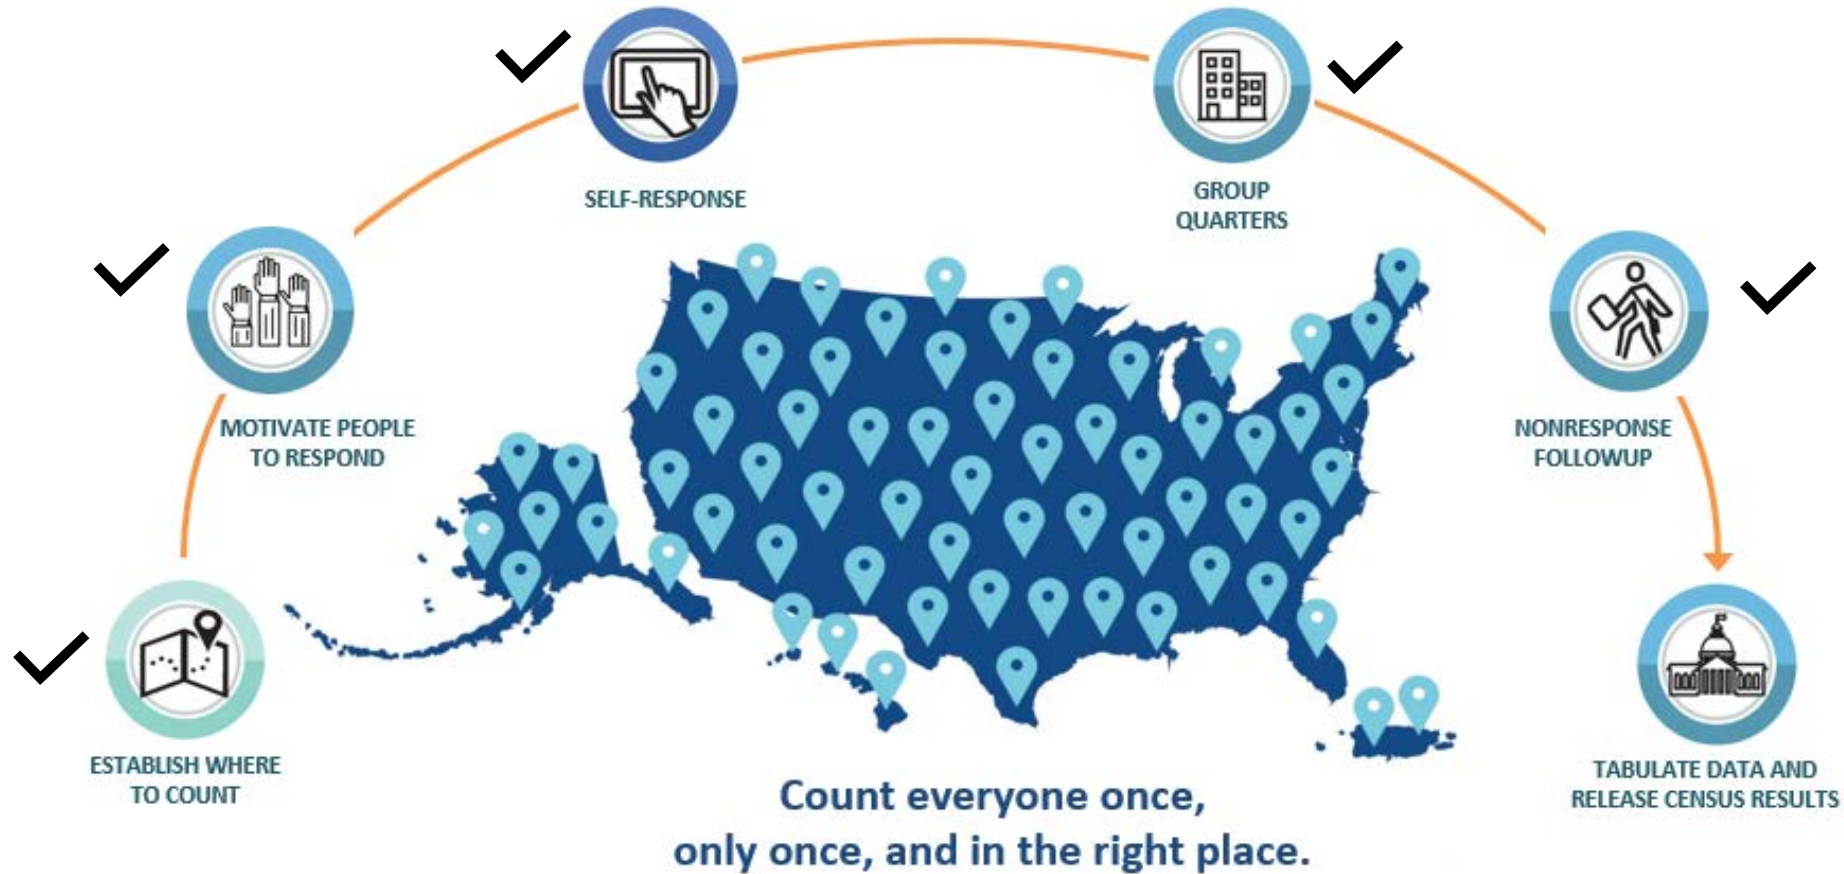 SELF-RESPONSE
GROUP
QUARTERS
MOTIVATE PEOPLE
TO RESPOND
NONRESPONSE
FOLLOWUP
ESTABLISH WHERE
TO COUNT
TABULATE DATA AND
RELEASE CENSUS RESULTS
Count everyone once,
only once, and in the right place.